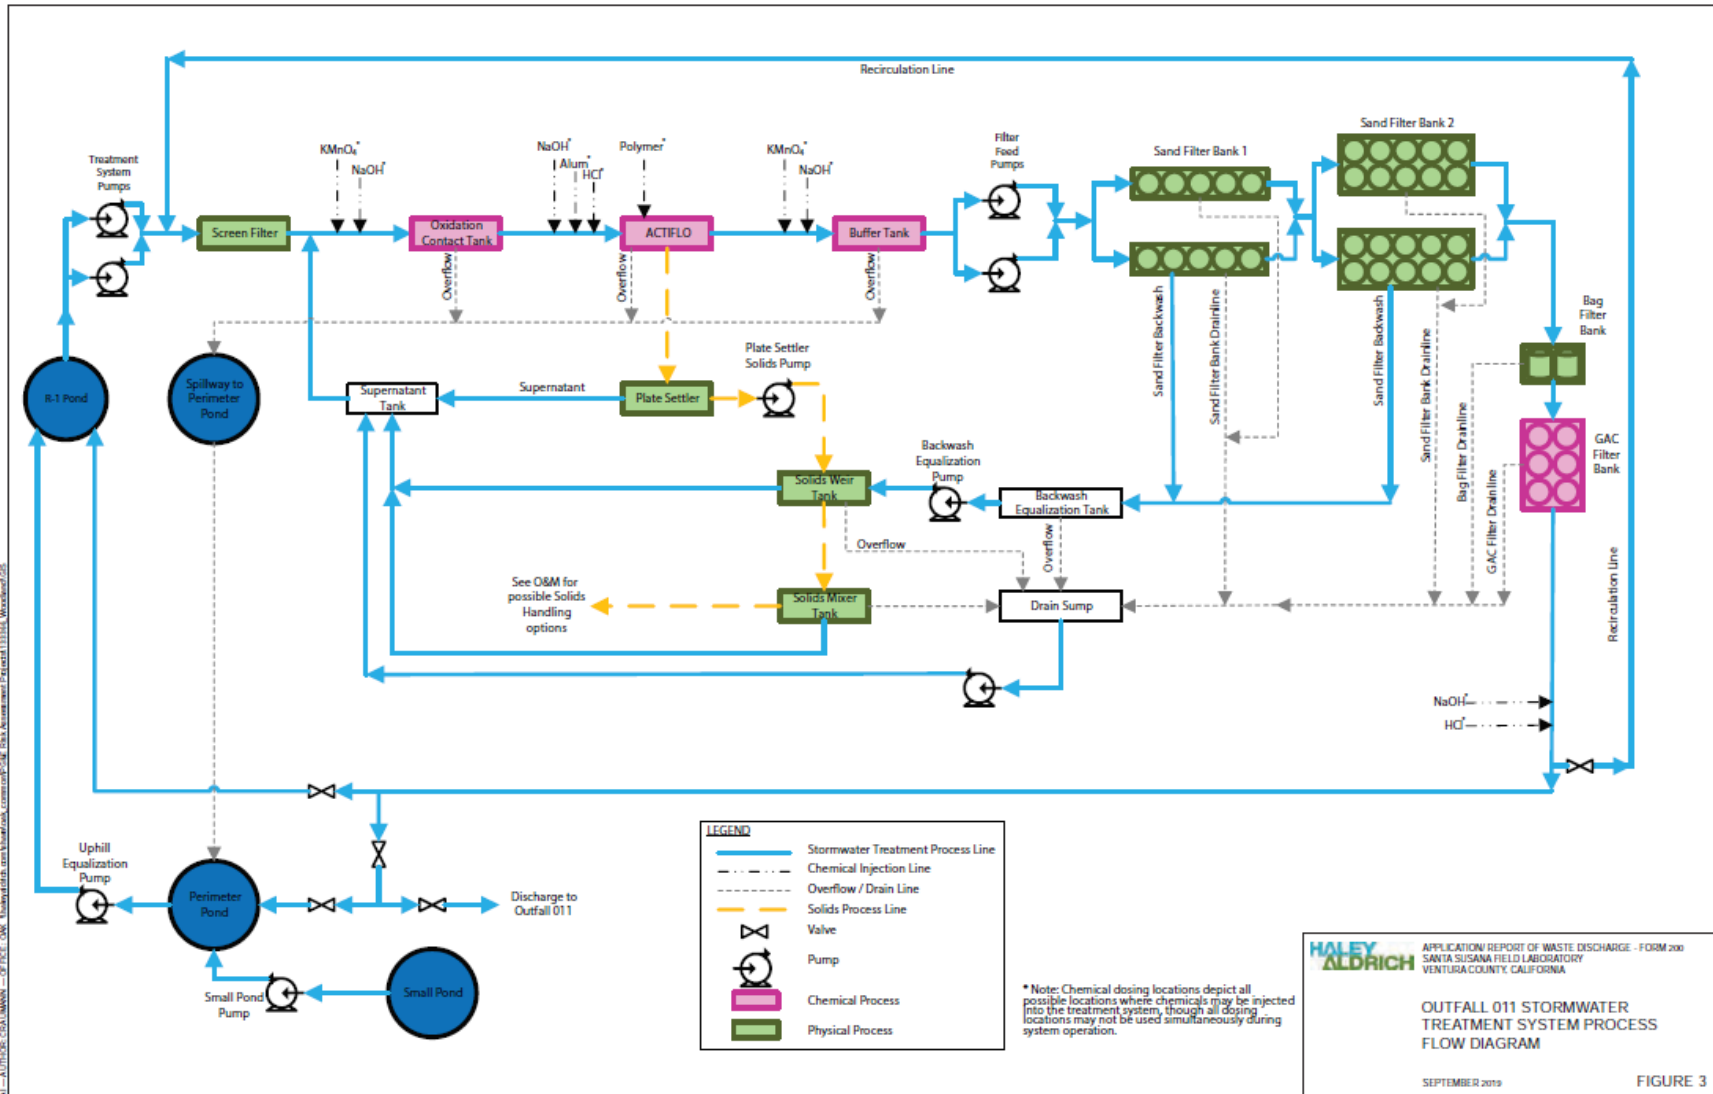 Recirculation Line
Treatment
System
Pumps
KMnO₄*
NaOH*
NaOH*
Alum*
HCl*
Polymer*
KMnO₄*
NaOH*
Filter
Feed
Pumps
Sand Filter Bank 1
Sand Filter Bank 2
Screen Filter
Oxidation
Contact Tank
ACTIFLO
Buffer Tank
Overflow
Overflow
Overflow
R-1 Pond
Spillway to
Perimeter
Pond
Supernatant
Tank
Supernatant
Plate Settler
Plate Settler
Solids Pump
Sand Filter Backwash
Sand Filter Bank Drainline
Sand Filter Backwash
Sand Filter Bank Drainline
Bag
Filter
Bank
Bag Filter Drainline
GAC Filter Drainline
GAC
Filter
Bank
Backwash
Equalization
Pump
Solids Weir
Tank
Backwash
Equalization Tank
Overflow
Overflow
See O&M for
possible Solids
Handling
options
Solids Mixer
Tank
Drain Sump
Recirculation Line
NaOH*
HCl*
Uphill
Equalization
Pump
Perimeter
Pond
Discharge to
Outfall 011
Small Pond
Pump
Small Pond
LEGEND
Stormwater Treatment Process Line
Chemical Injection Line
Overflow / Drain Line
Solids Process Line
Valve
Pump
Chemical Process
Physical Process
* Note: Chemical dosing locations depict all
possible locations where chemicals may be injected
into the treatment system, though all dosing
locations may not be used simultaneously during
system operation.
HALEY
ALDRICH
APPLICATION/ REPORT OF WASTE DISCHARGE - FORM 200
SANTA SUSANA FIELD LABORATORY
VENTURA COUNTY, CALIFORNIA
OUTFALL 011 STORMWATER
TREATMENT SYSTEM PROCESS
FLOW DIAGRAM
SEPTEMBER 2019
FIGURE 3